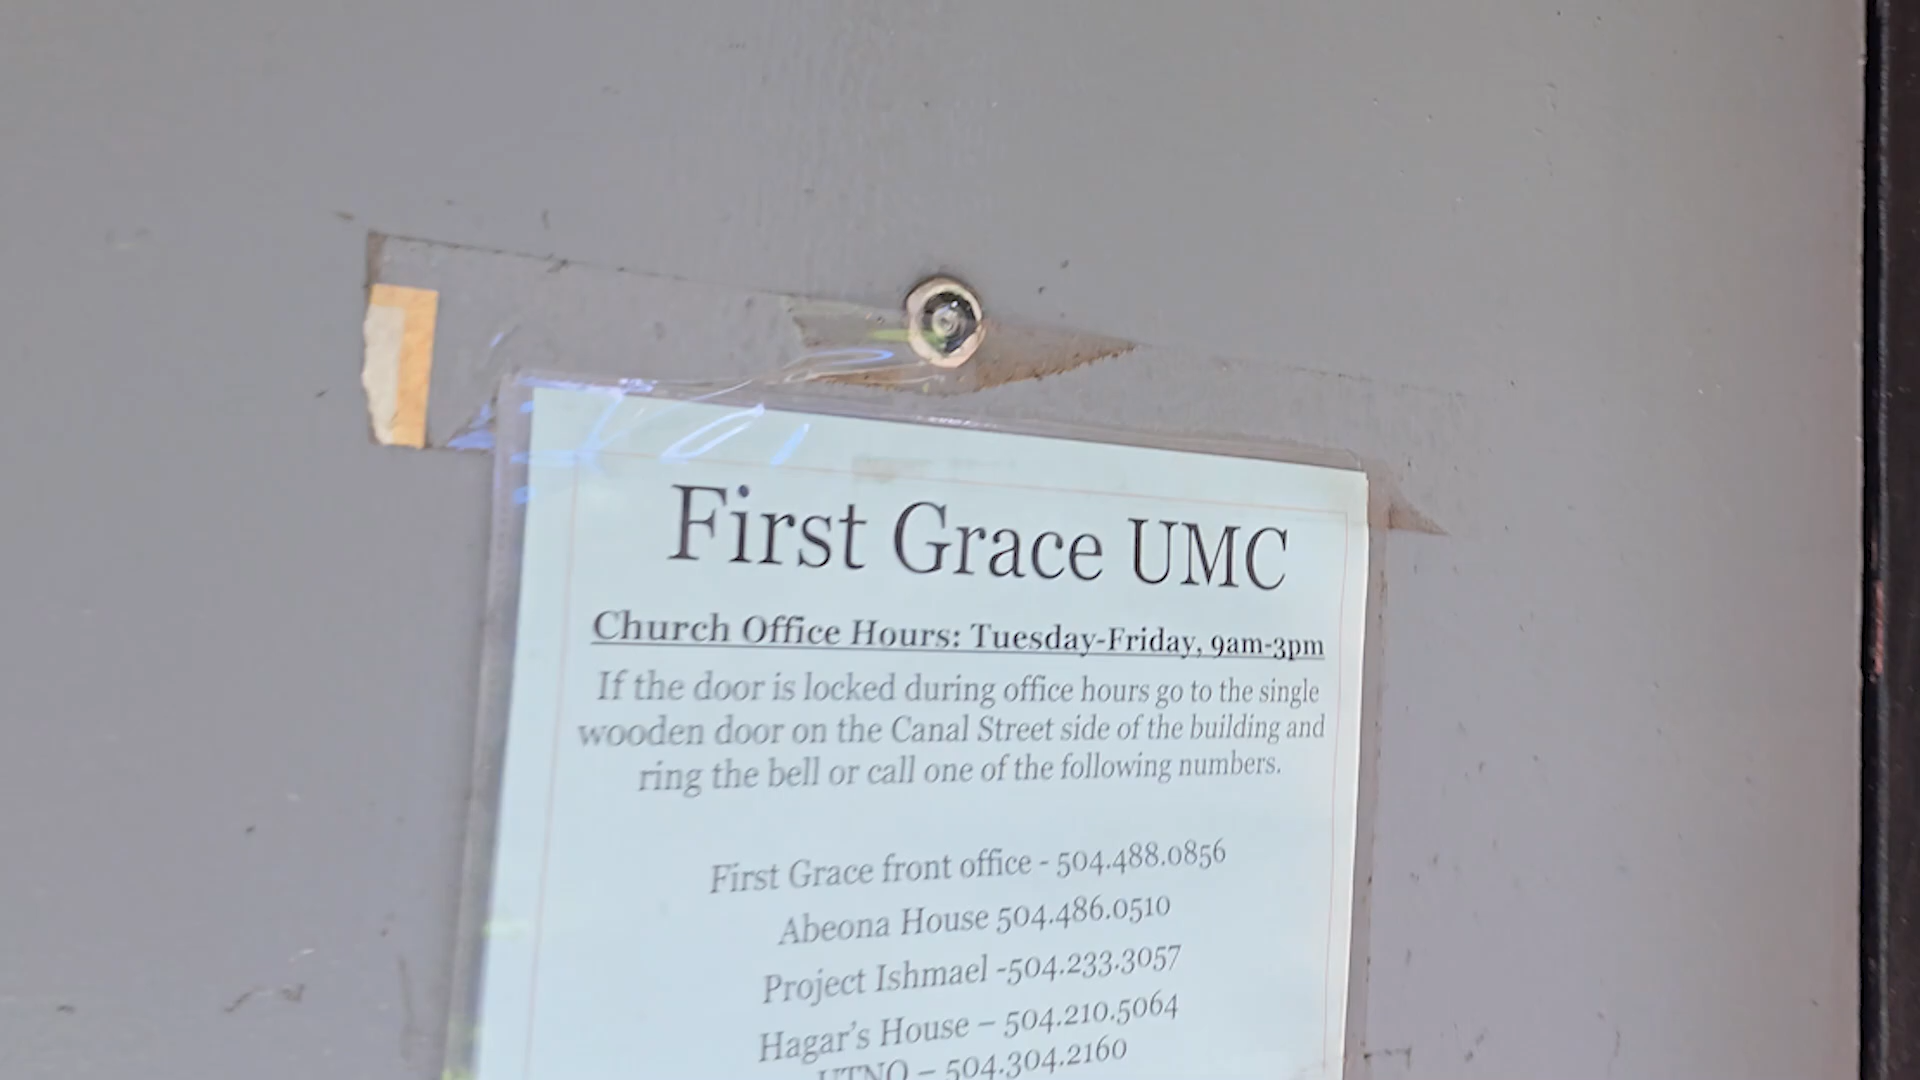 First Grace UMC
Church Office Hours: Tuesday-Friday, 9am-3pm
If the door is locked during office hours go to the single
wooden door on the Canal Street side of the building and
ring the bell or call one of the following numbers.
First Grace front office - 504.488.0856
Abeona House 504.486.0510
Project Ishmael -504.233.3057
Hagar's House – 504.210.5064
UTNO – 504.304.2160